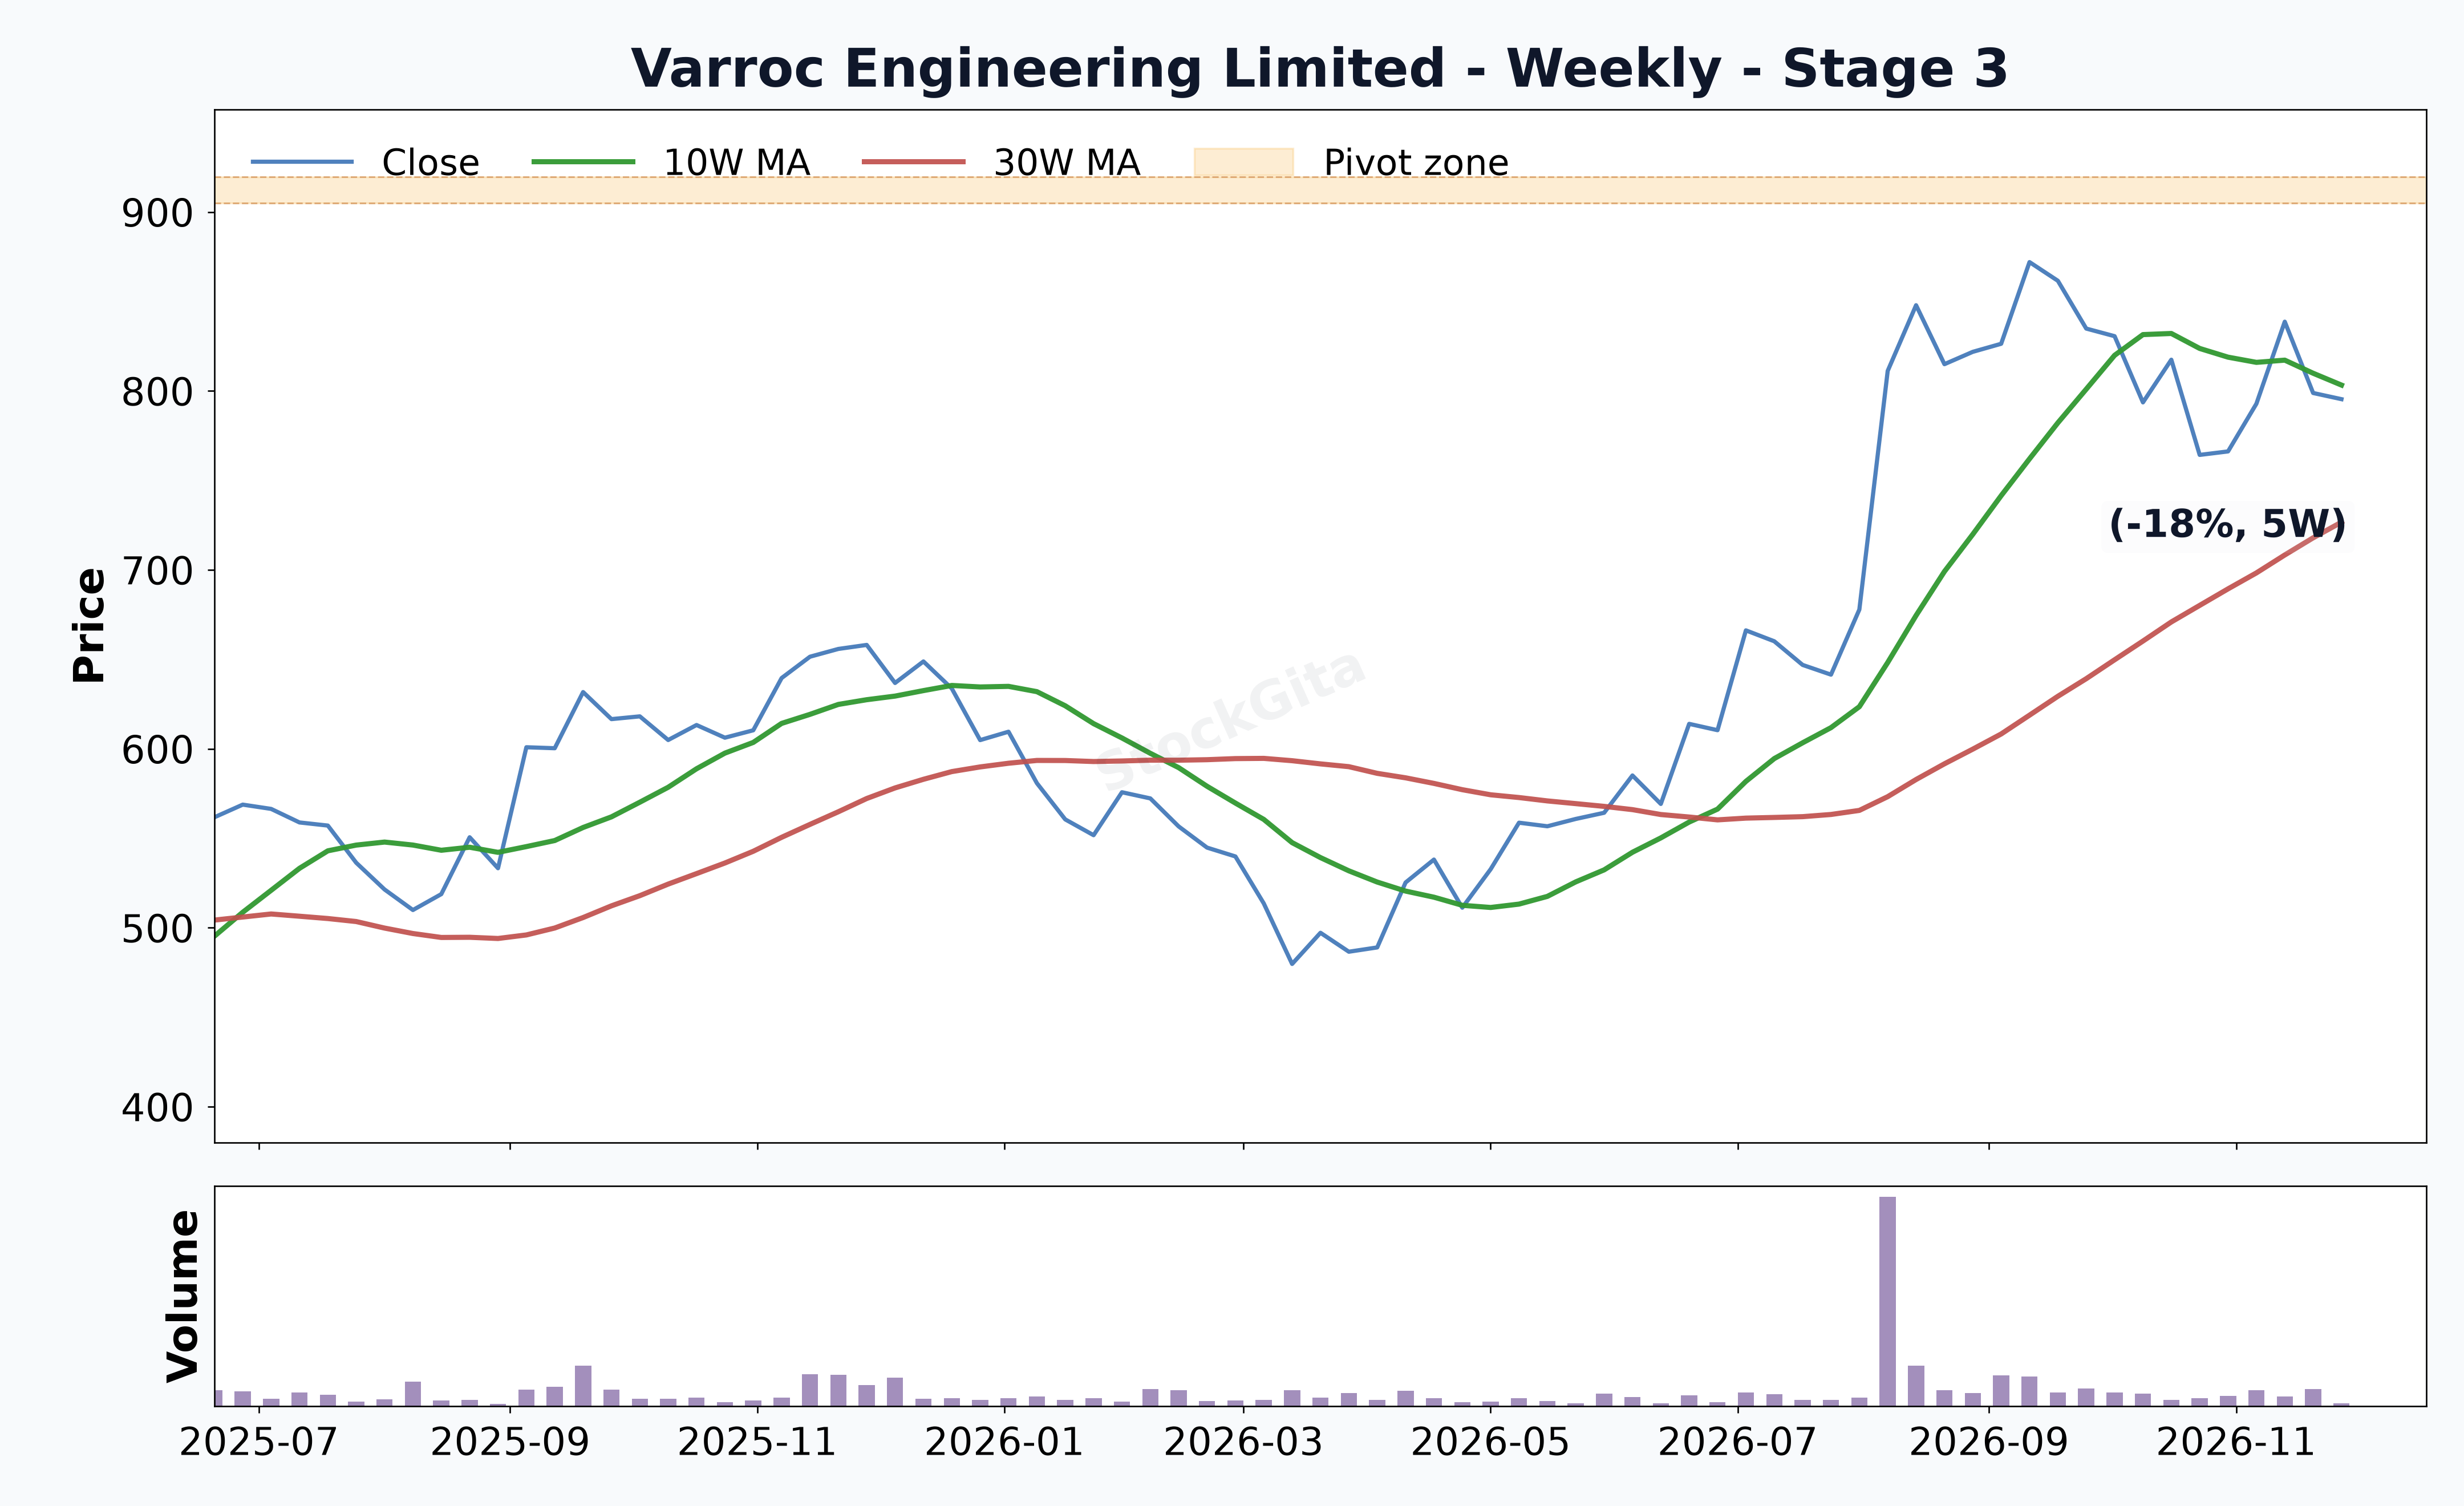 Varroc Engineering Limited - Weekly - Stage 3
Close 10W MA 30W MA Pivot zone
900
800
700
600
500
400
Price
(-18%, 5W)
StockGita
Volume
2025-07 2025-09 2025-11 2026-01 2026-03 2026-05 2026-07 2026-09 2026-11